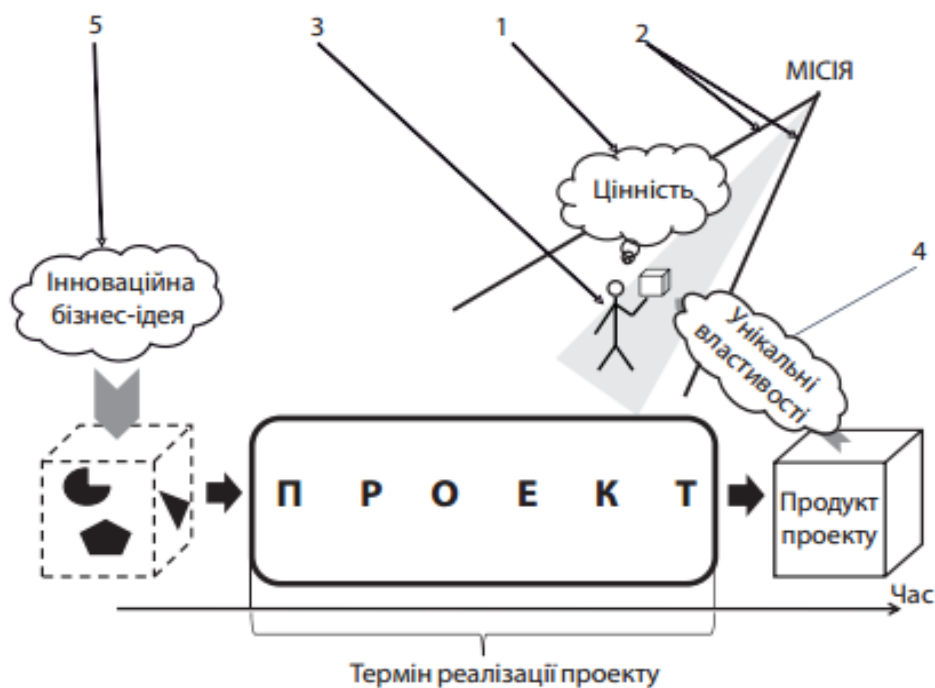 5
3
1
2
МІСІЯ
Цінність
4
Інноваційна
бізнес-ідея
Унікальні
властивості
П Р О Е К Т
Продукт
проекту
Час
Термін реалізації проекту